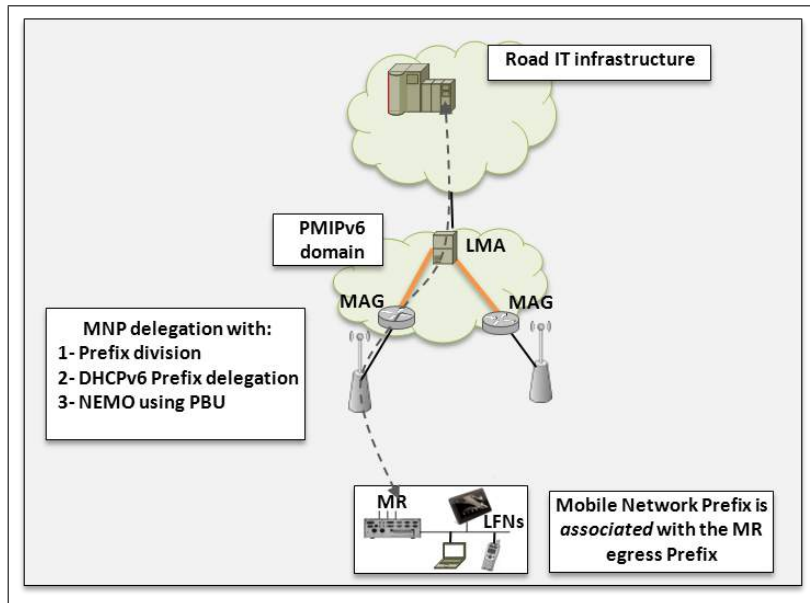 Road IT infrastructure
PMIPv6
domain
LMA
MAG
MAG
MNP delegation with:
1- Prefix division
2- DHCPv6 Prefix delegation
3- NEMO using PBU
MR
LFNs
Mobile Network Prefix is
associated with the MR
egress Prefix